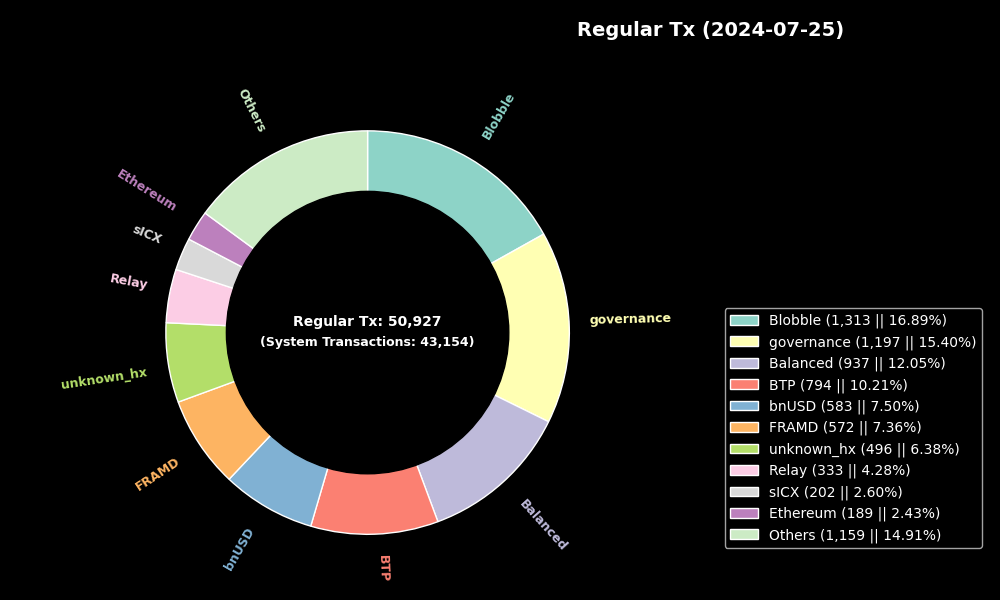 Regular Tx (2024-07-25)
Others
Blobble
Ethereum
sICX
Relay
governance
Regular Tx: 50,927
(System Transactions: 43,154)
unknown_hx
FRAMD
bnUSD
BTP
Balanced
Blobble (1,313 || 16.89%)
governance (1,197 || 15.40%)
Balanced (937 || 12.05%)
BTP (794 || 10.21%)
bnUSD (583 || 7.50%)
FRAMD (572 || 7.36%)
unknown_hx (496 || 6.38%)
Relay (333 || 4.28%)
sICX (202 || 2.60%)
Ethereum (189 || 2.43%)
Others (1,159 || 14.91%)